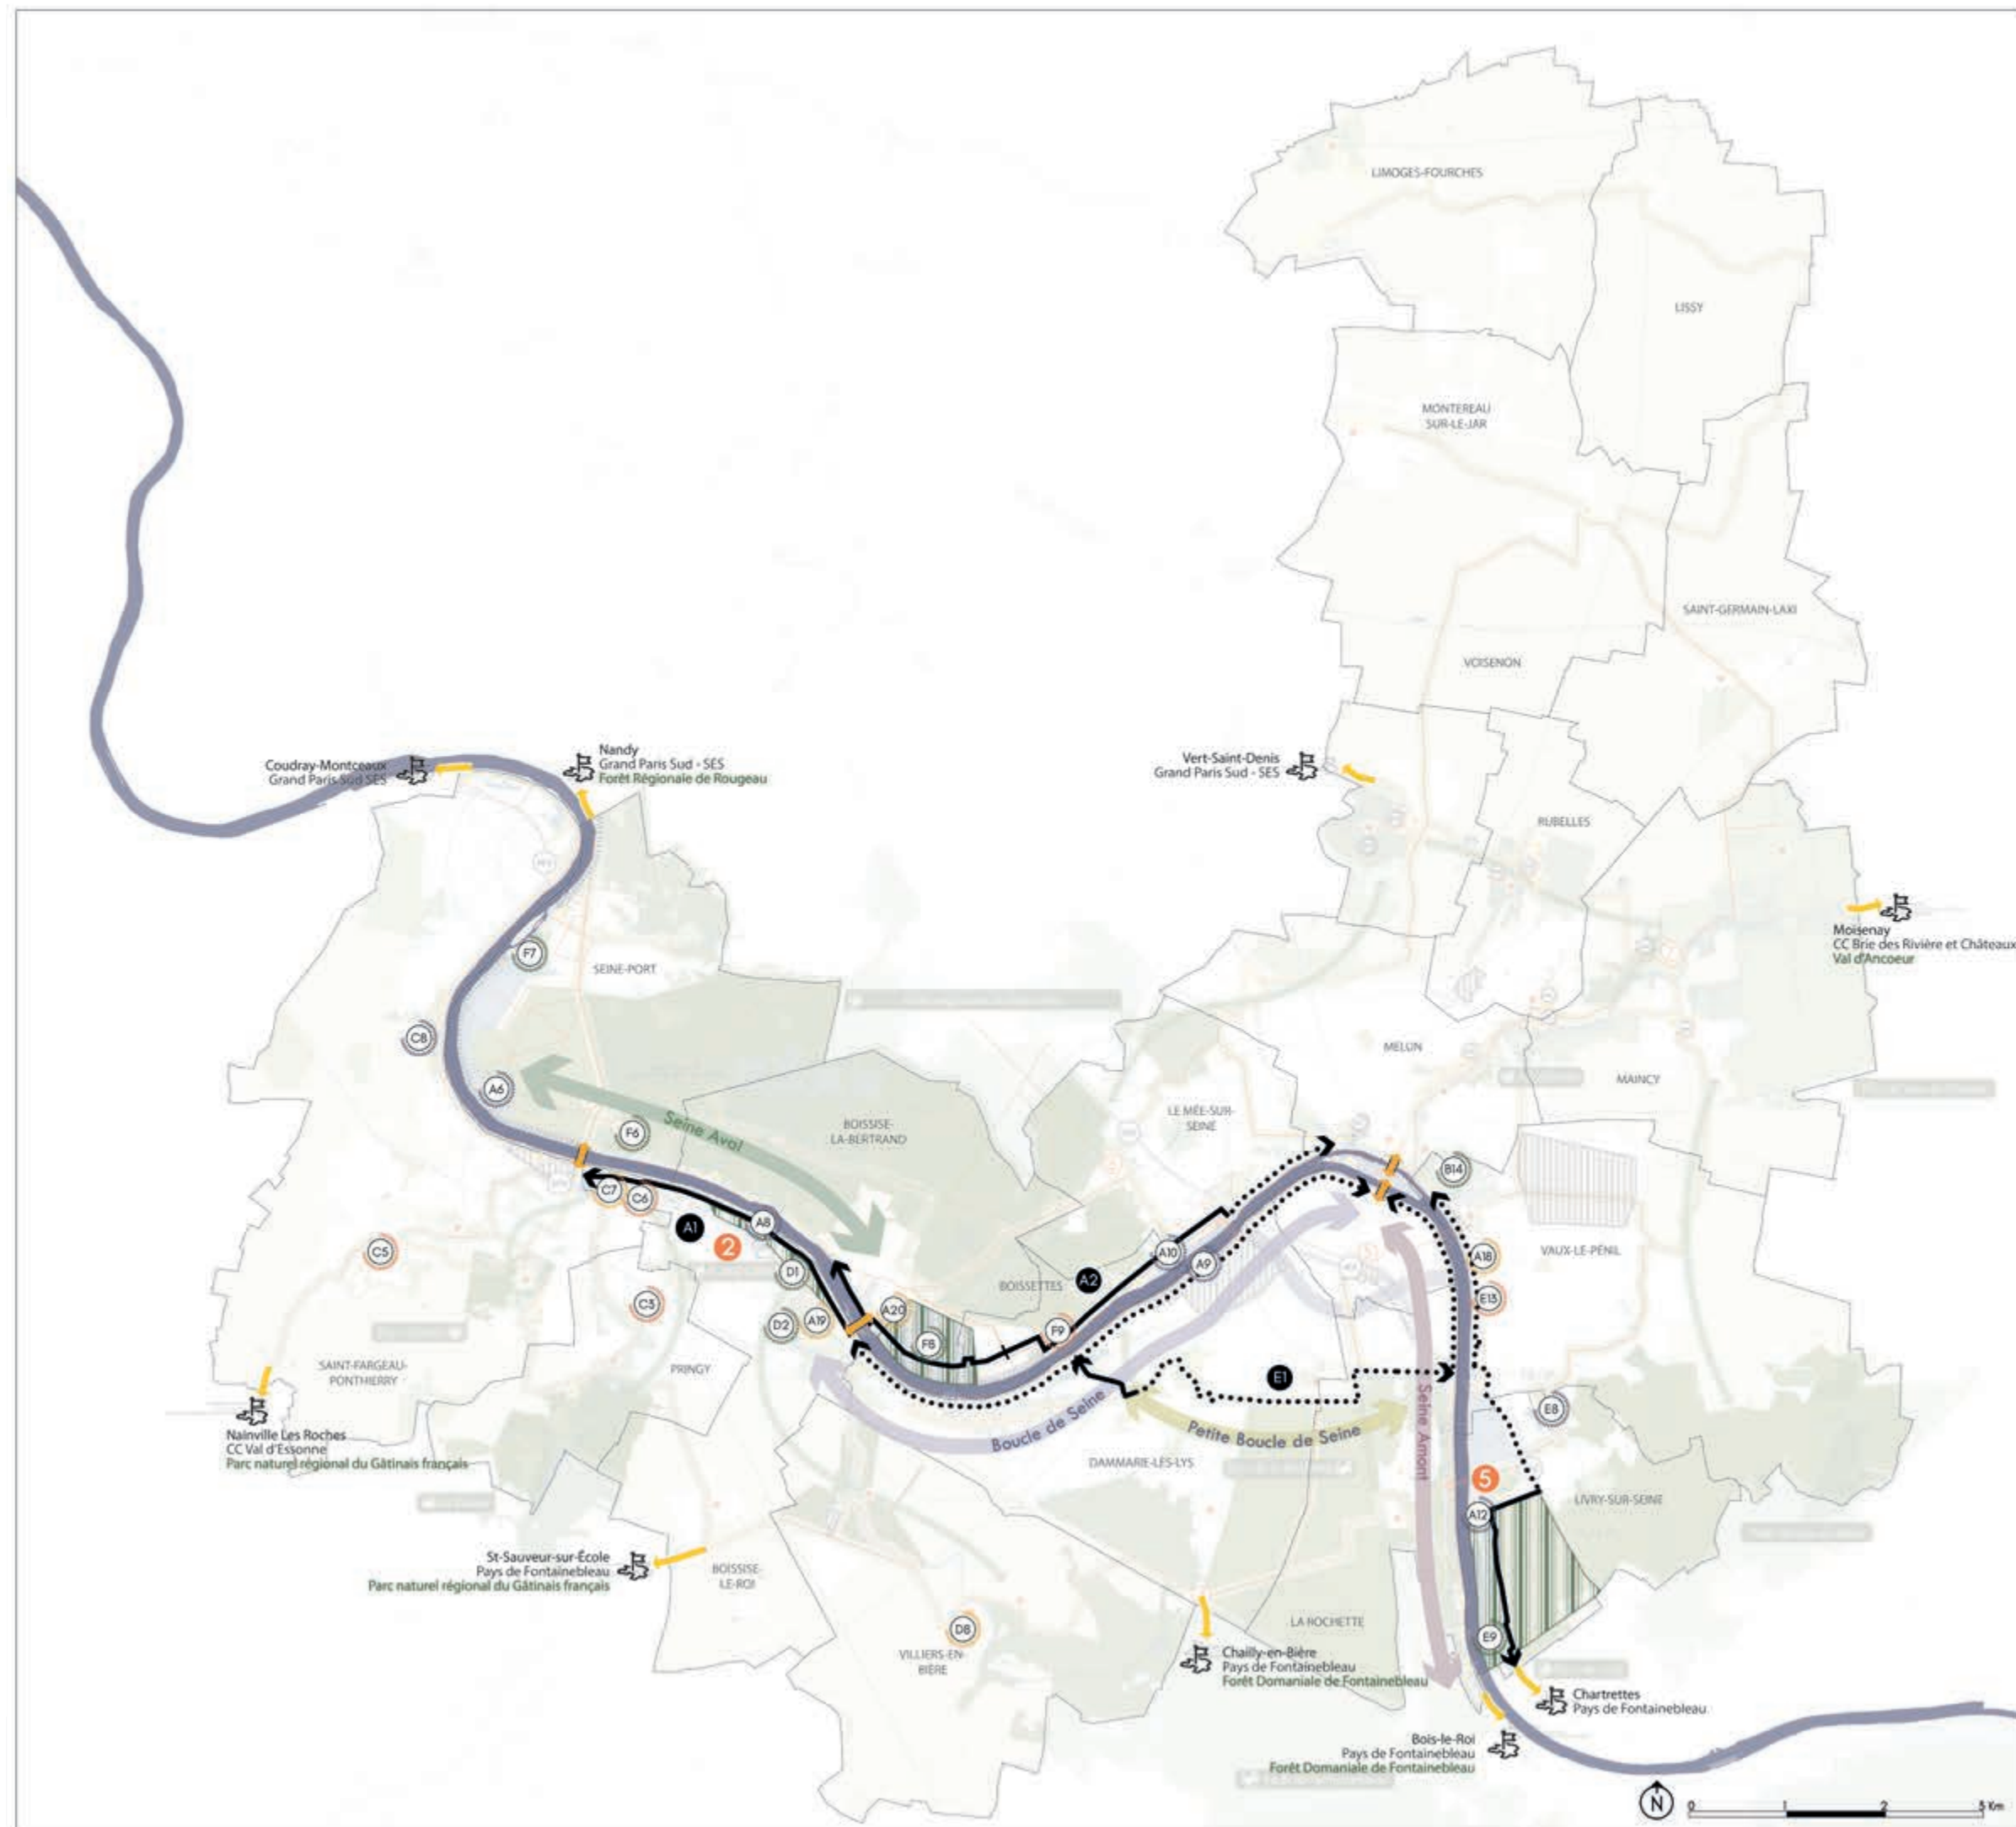 LIMOGES-FOURCHES
LISSY
MONTEREAU
SUR-LE-JAR
SAINT-GERMAIN-LAXI
VOISENON
Coudray-Montceaux
Grand Paris Sud SES
Nandy
Grand Paris Sud - SES
Forêt Régionale de Rougeau
Vert-Saint-Denis
Grand Paris Sud - SES
RUBELLES
Moisenay
CC Brie des Rivière et Châteaux
Val d'Ancoeur
F7
SEINE-PORT
C8
MELUN
MAINCY
A6
Seine Aval
F6
BOISSISE-
LA-BERTRAND
LE MÉE-SUR-
SEINE
B14
C7
C6
A8
A1
2
C5
D1
BOISSETTES
A2
A10
A9
A18
VAUX-LE-PÉNIL
C3
D2
A19
A20
F8
F9
E13
SAINT-FARGEAU-
PONTHIERRY
PRINGY
E1
Boucle de Seine
Petite Boucle de Seine
Seine Amont
E8
Nainville Les Roches
CC Val d'Essonne
Parc naturel régional du Gâtinais français
DAMMARIE-LES-LYS
5
A12
LIVRY-SUR-SEINE
St-Sauveur-sur-École
Pays de Fontainebleau
Parc naturel régional du Gâtinais français
BOISSISE-
LE-ROI
D8
VILLIERS-EN-
BIÈRE
LA ROCHETTE
E9
Chailly-en-Bière
Pays de Fontainebleau
Forêt Domaniale de Fontainebleau
Chartrettes
Pays de Fontainebleau
Bois-le-Roi
Pays de Fontainebleau
Forêt Domaniale de Fontainebleau
N
0 1 2 3 Km